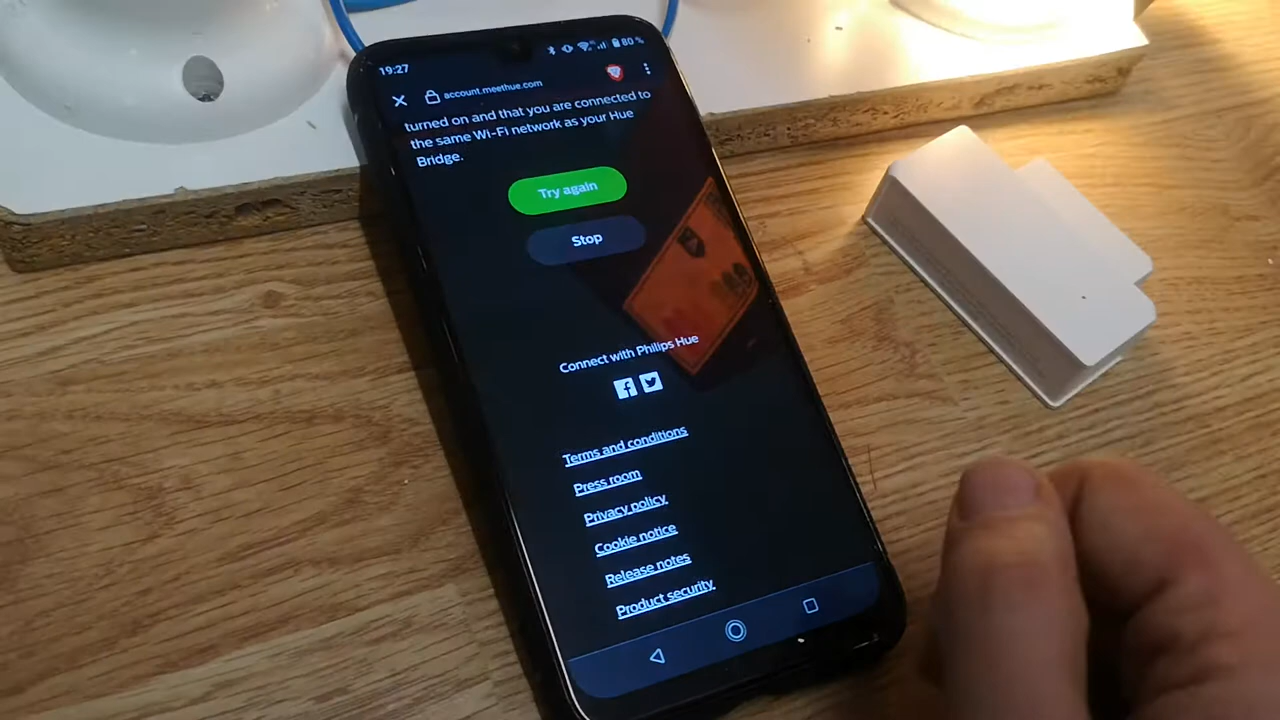 19:27
80 %
account.meethue.com
turned on and that you are connected to
the same Wi-Fi network as your Hue
Bridge.
Try again
Stop
Connect with Philips Hue
Terms and conditions
Press room
Privacy policy
Cookie notice
Release notes
Product security